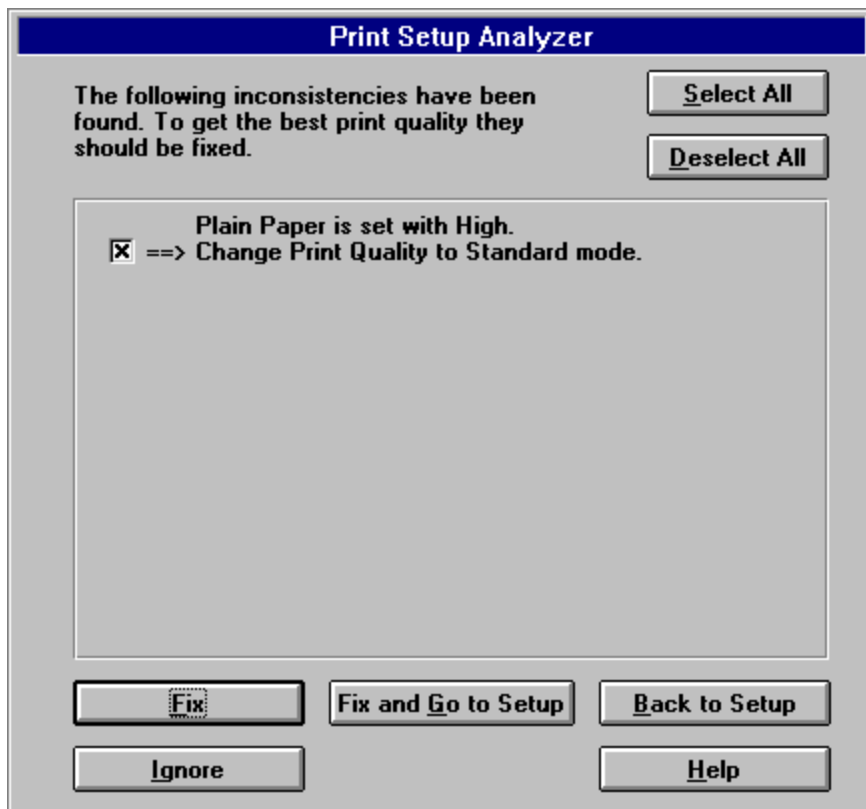 Print Setup Analyzer
The following inconsistencies have been
found. To get the best print quality they
should be fixed.
Select All
Deselect All
Plain Paper is set with High.
==> Change Print Quality to Standard mode.
Fix
Fix and Go to Setup
Back to Setup
Ignore
Help